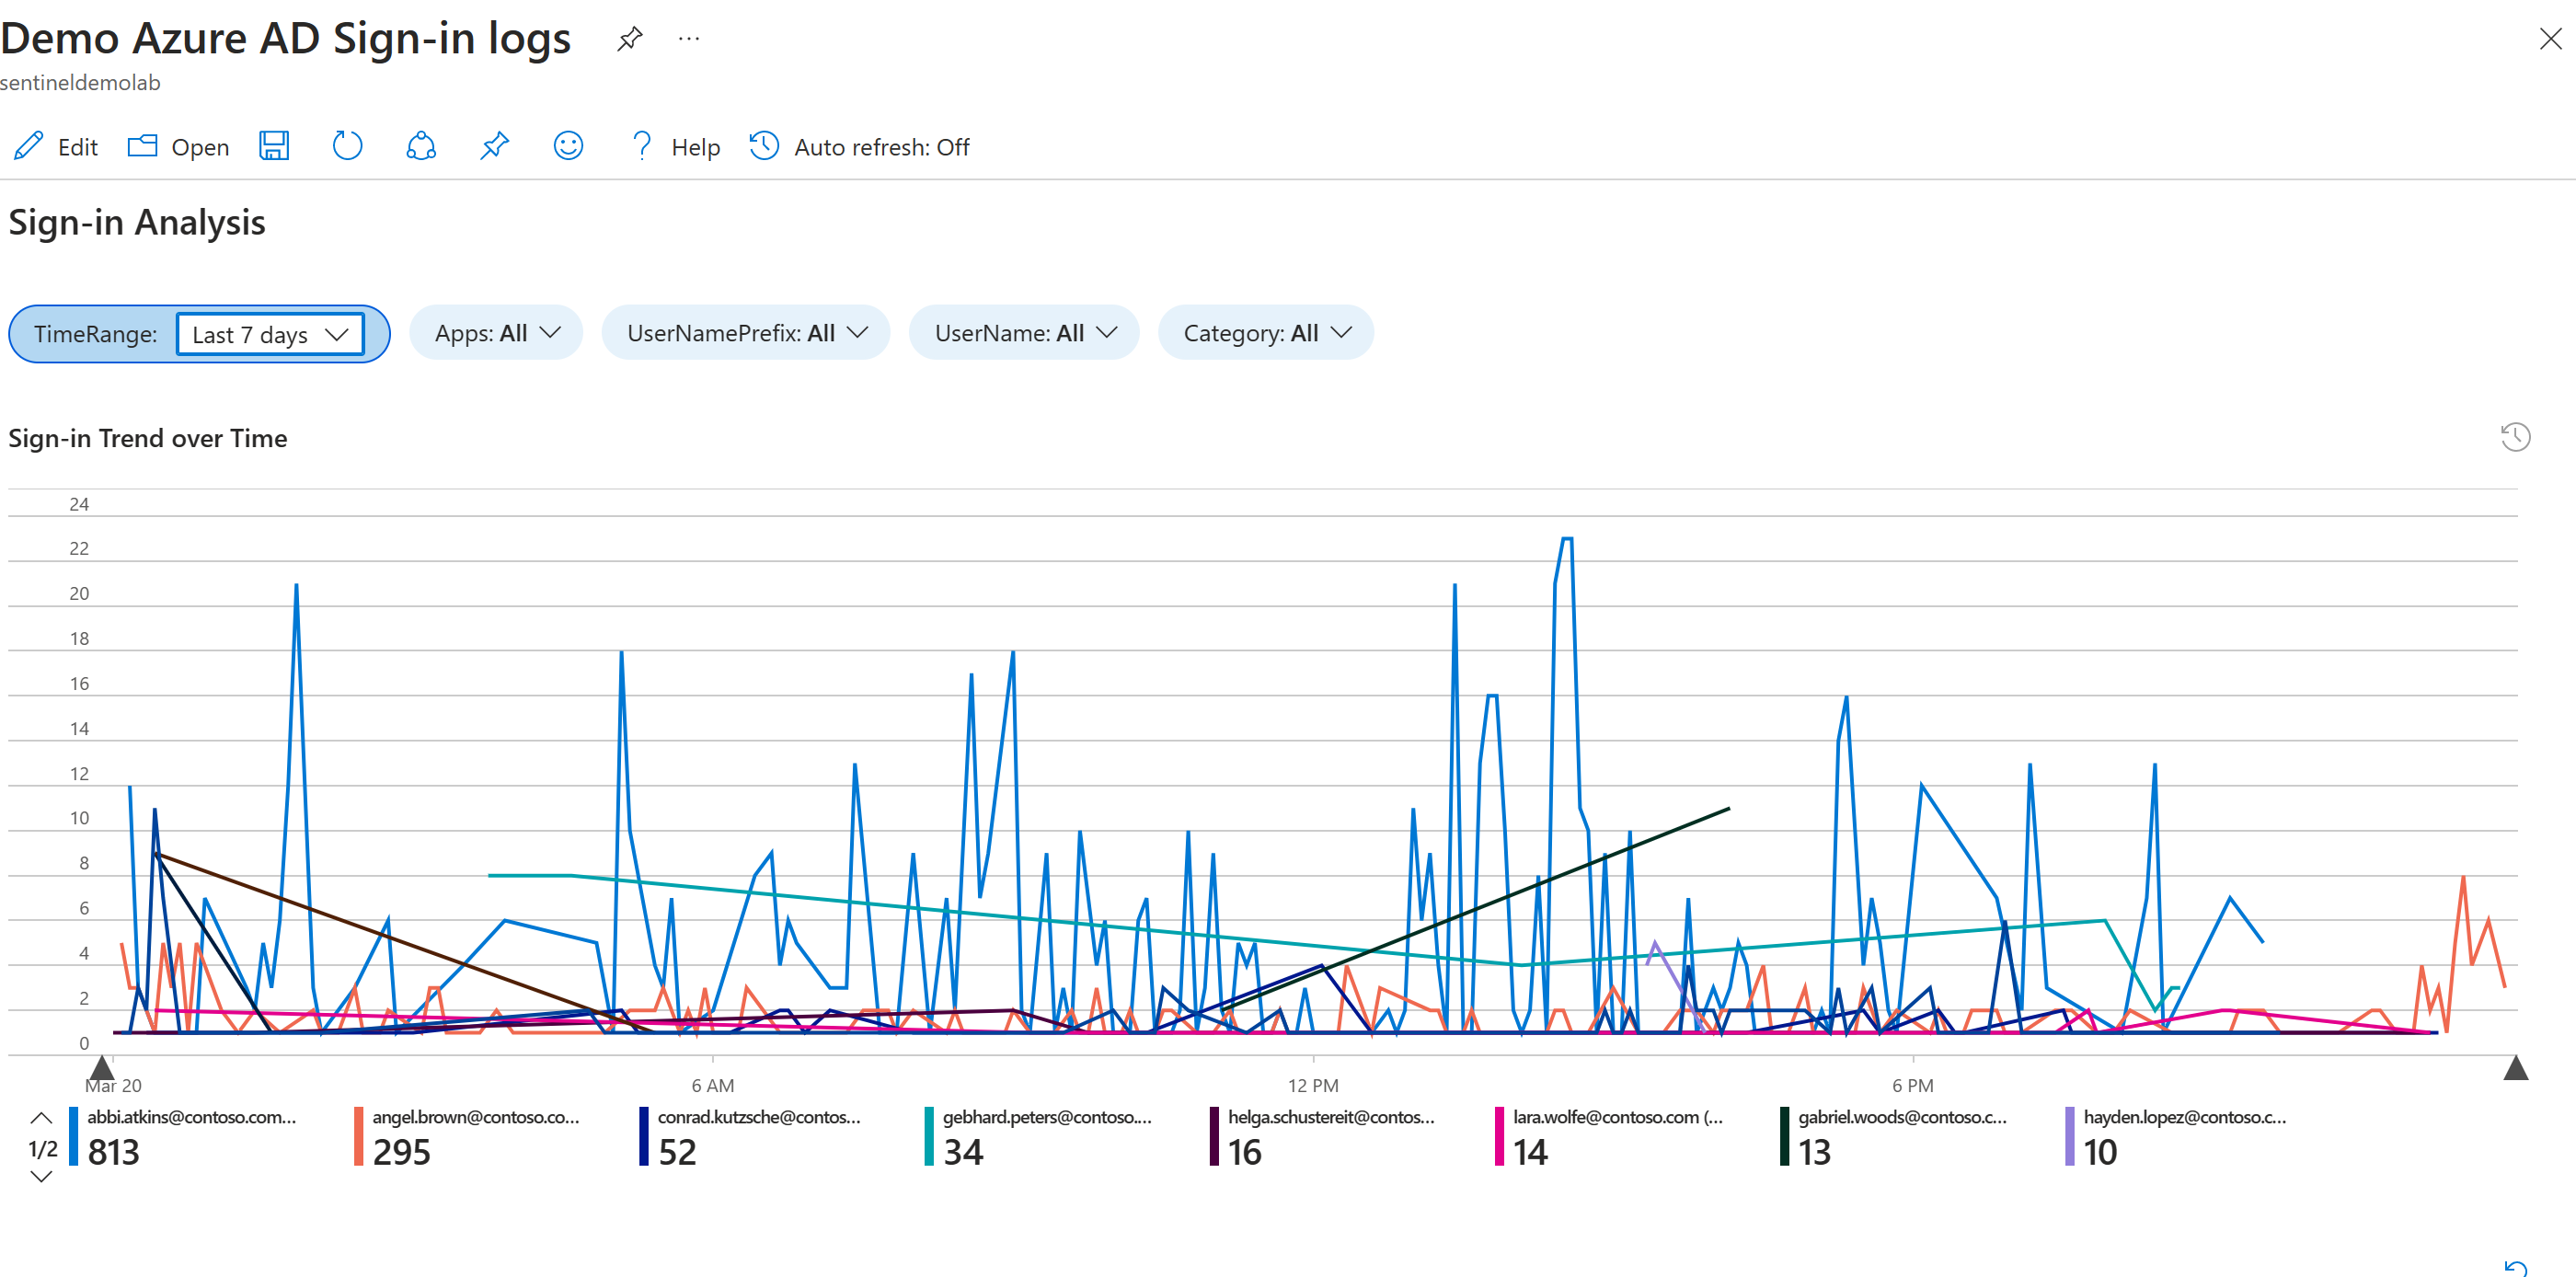 Demo Azure AD Sign-in logs
sentineldemolab
Edit Open Help Auto refresh: Off
Sign-in Analysis
TimeRange: Last 7 days Apps: All UserNamePrefix: All UserName: All Category: All
Sign-in Trend over Time
24
22
20
18
16
14
12
10
8
6
4
2
0
Mar 20 6 AM 12 PM 6 PM
abbi.atkins@contoso.com... angel.brown@contoso.co... conrad.kutzsche@contos... gebhard.peters@contoso.... helga.schustereit@contos... lara.wolfe@contoso.com (... gabriel.woods@contoso.c... hayden.lopez@contoso.c...
1/2 813 295 52 34 16 14 13 10